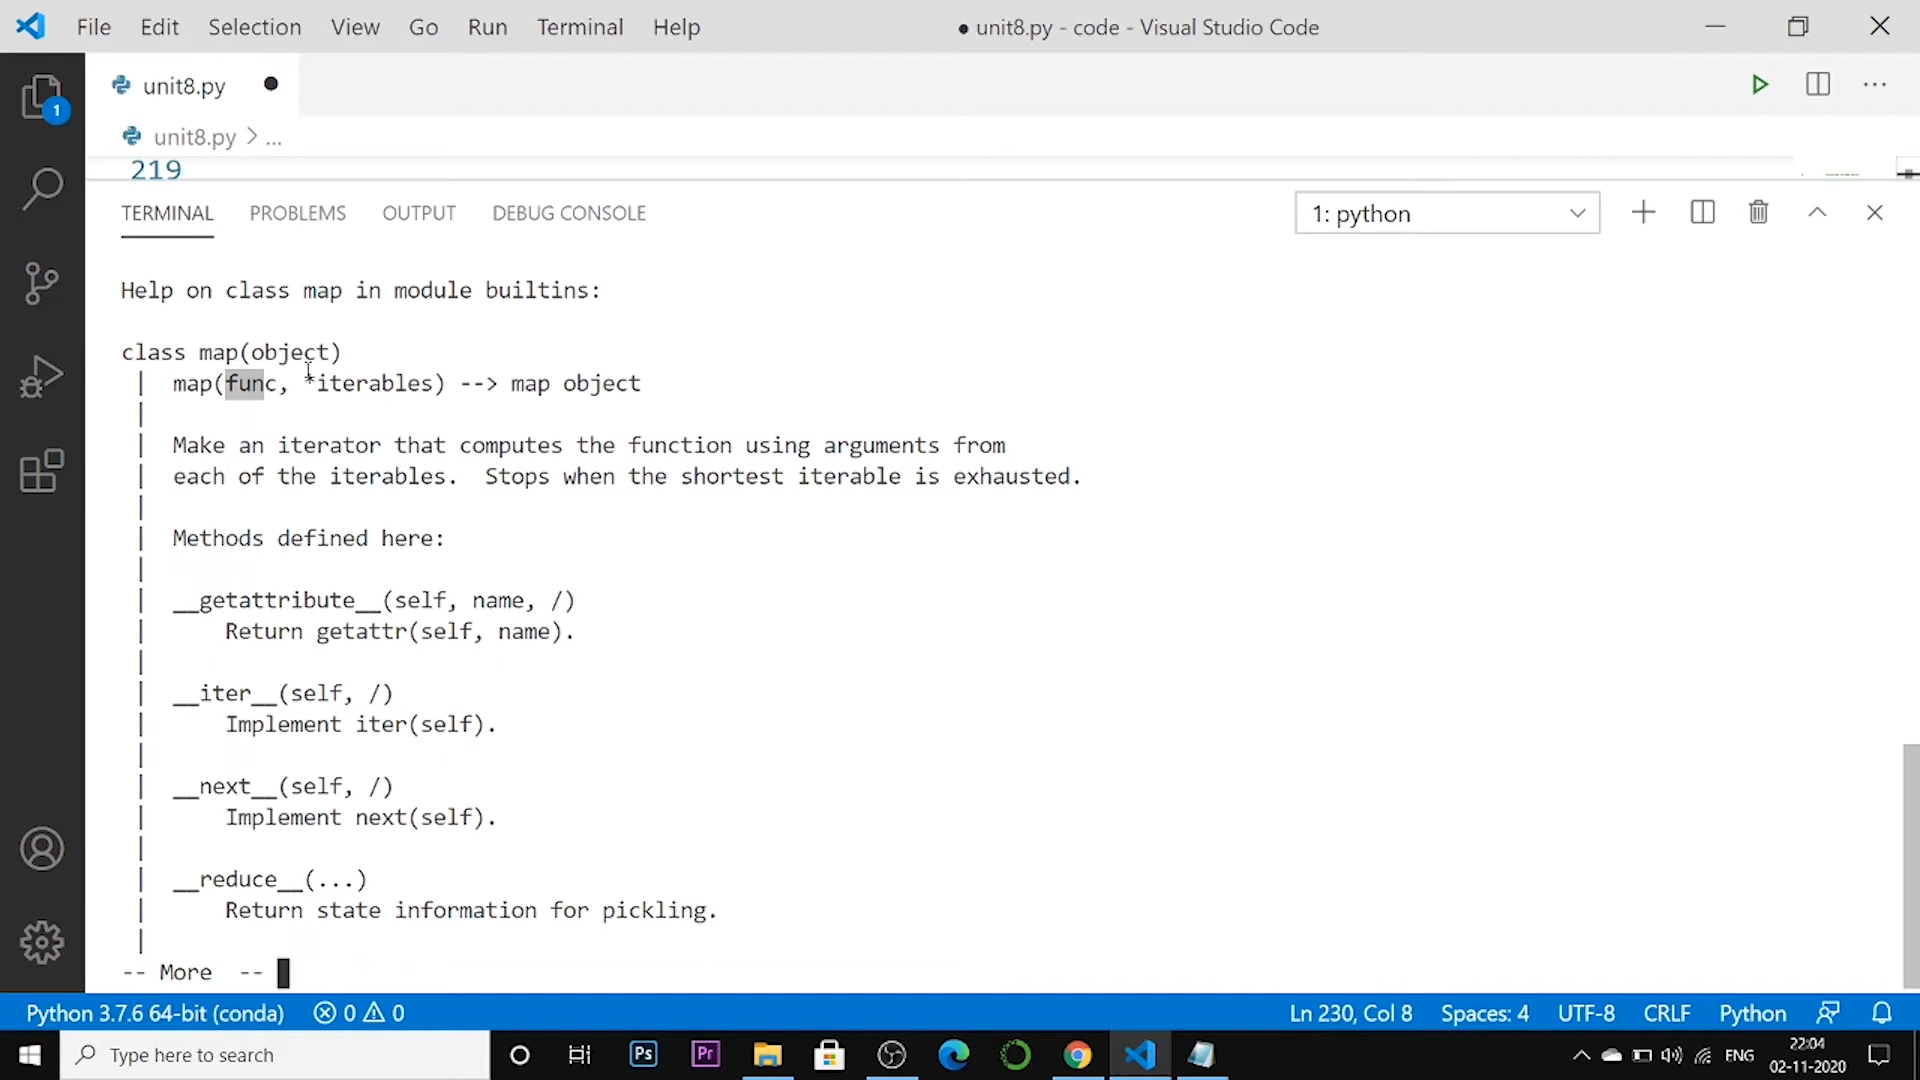 File Edit Selection View Go Run Terminal Help ● unit8.py - code - Visual Studio Code
unit8.py ●
1
unit8.py > ...
219
TERMINAL PROBLEMS OUTPUT DEBUG CONSOLE 1: python
Help on class map in module builtins:
class map(object)
| map(func, *iterables) --> map object
|
| Make an iterator that computes the function using arguments from
| each of the iterables.  Stops when the shortest iterable is exhausted.
|
| Methods defined here:
|
| __getattribute__(self, name, /)
| Return getattr(self, name).
|
| __iter__(self, /)
| Implement iter(self).
|
| __next__(self, /)
| Implement next(self).
|
| __reduce__(...)
| Return state information for pickling.
|
-- More --
Python 3.7.6 64-bit (conda) 0 0 Ln 230, Col 8 Spaces: 4 UTF-8 CRLF Python
Type here to search Ps Pr ENG 22:04
02-11-2020